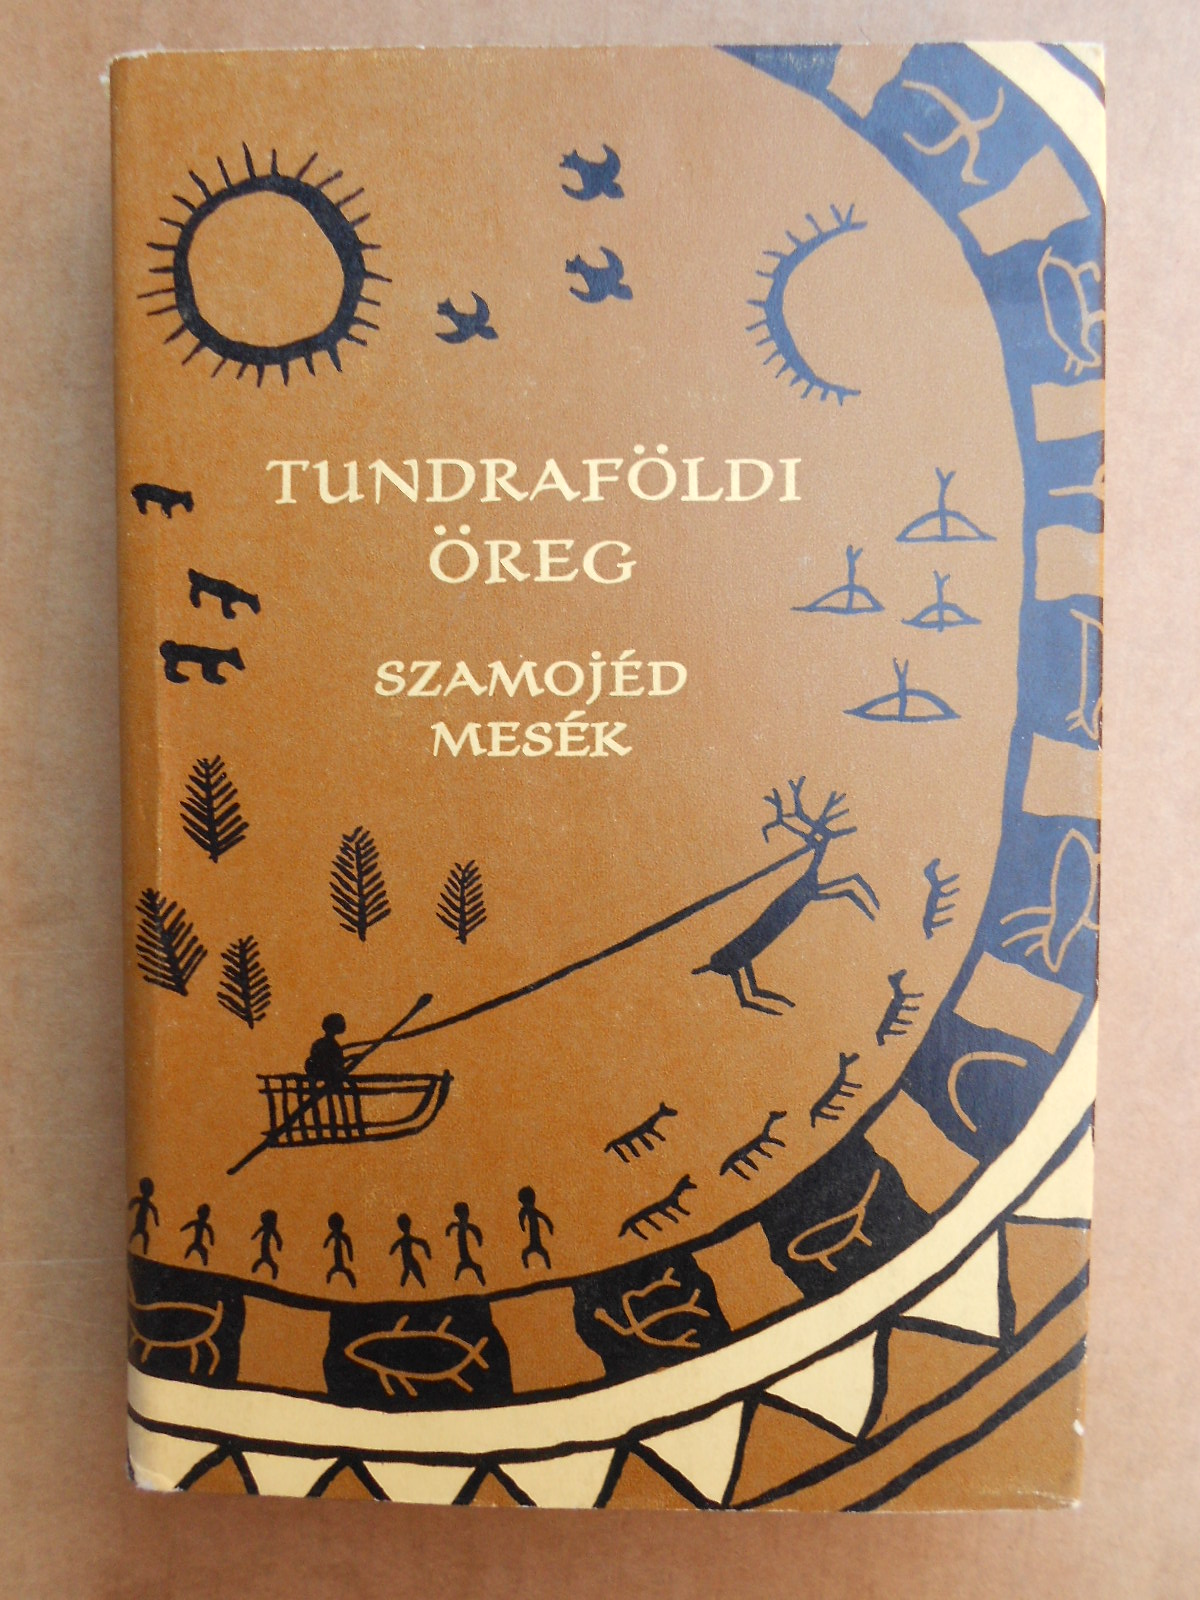 TUNDRAFÖLDI
ÖREG
SZAMOJÉD
MESÉK